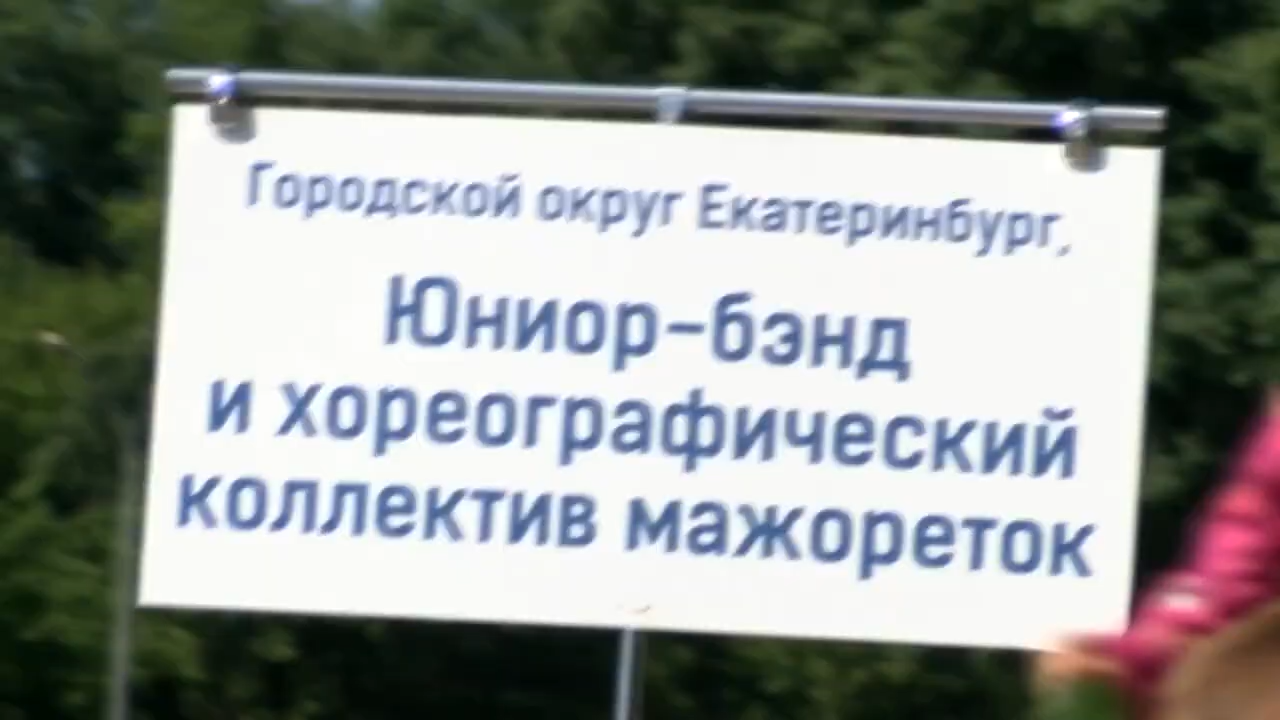 Городской округ Екатеринбург,
Юниор-бэнд
и хореографический
коллектив мажореток